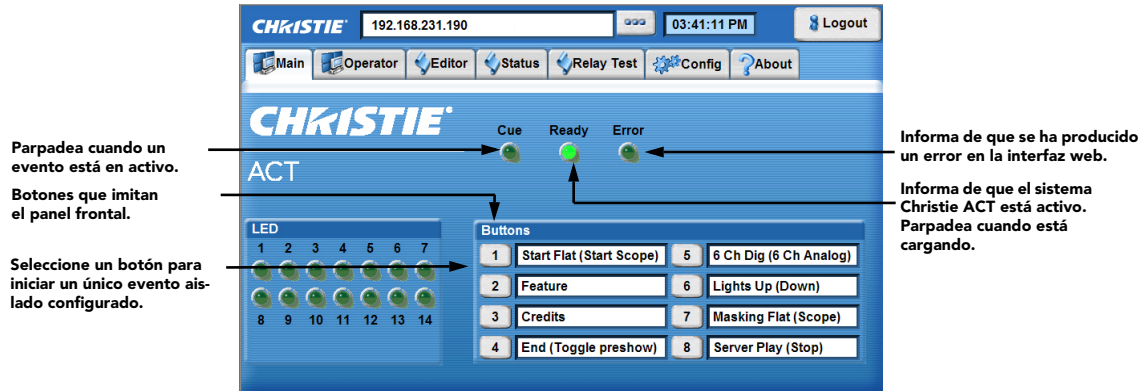 CHRISTIE 192.168.231.190 03:41:11 PM Logout
Main Operator Editor Status Relay Test Config About
CHRISTIE
ACT
Cue Ready Error
Parpadea cuando un
evento está en activo.
Botones que imitan
el panel frontal.
Seleccione un botón para
iniciar un único evento ais-
lado configurado.
Informa de que se ha producido
un error en la interfaz web.
Informa de que el sistema
Christie ACT está activo.
Parpadea cuando está
cargando.
LED
1 2 3 4 5 6 7
8 9 10 11 12 13 14
Buttons
1 Start Flat (Start Scope) 5 6 Ch Dig (6 Ch Analog)
2 Feature 6 Lights Up (Down)
3 Credits 7 Masking Flat (Scope)
4 End (Toggle preshow) 8 Server Play (Stop)